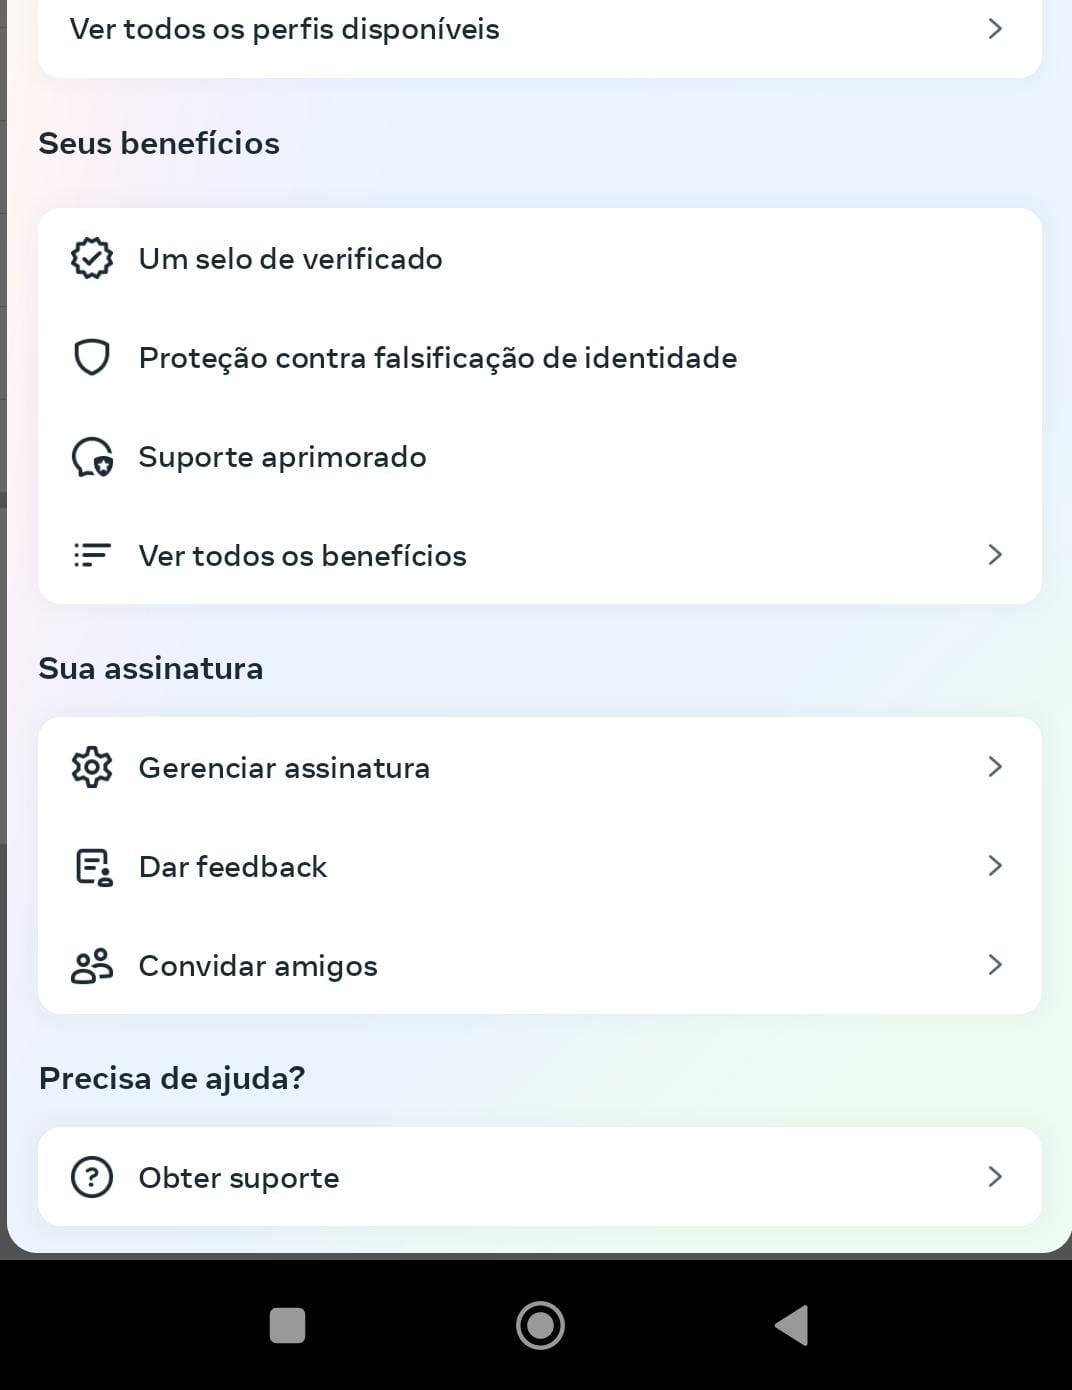 Ver todos os perfis disponíveis
Seus benefícios
Um selo de verificado
Proteção contra falsificação de identidade
Suporte aprimorado
Ver todos os benefícios
Sua assinatura
Gerenciar assinatura
Dar feedback
Convidar amigos
Precisa de ajuda?
Obter suporte